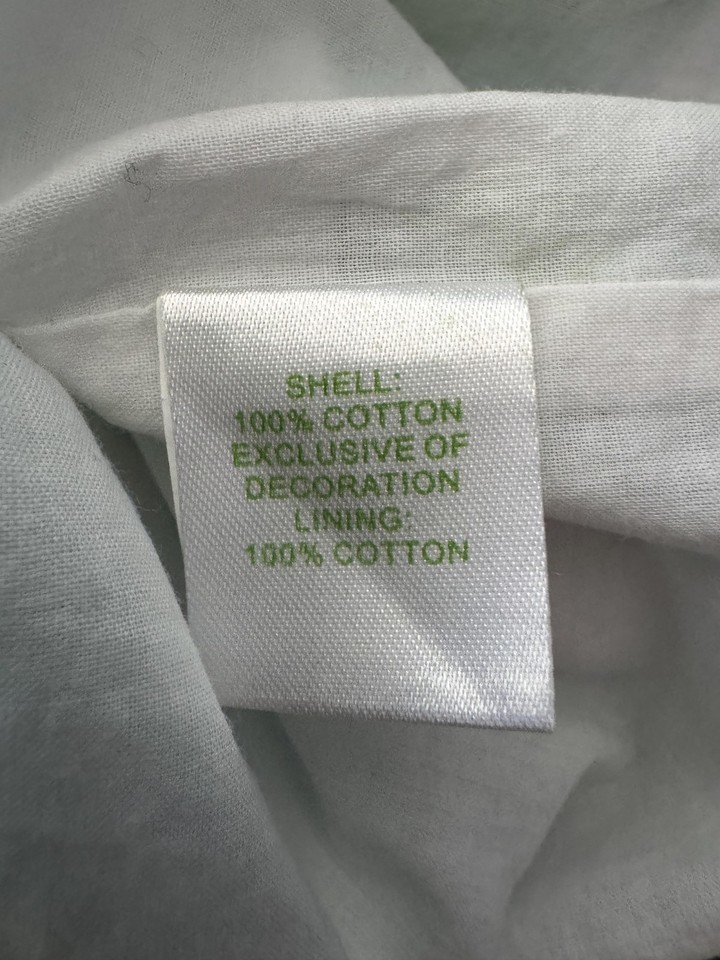 SHELL:
100% COTTON
EXCLUSIVE OF
DECORATION
LINING:
100% COTTON